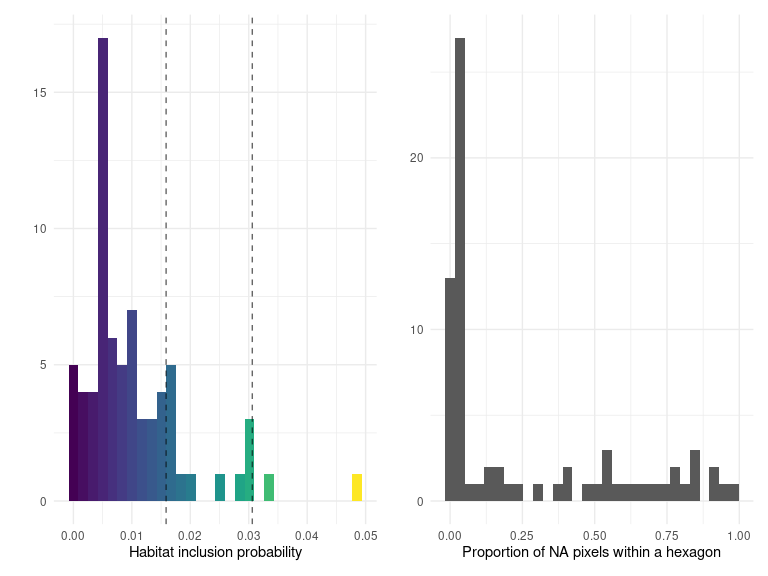 15
10
5
0
0.00 0.01 0.02 0.03 0.04 0.05
Habitat inclusion probability
20
10
0
0.00 0.25 0.50 0.75 1.00
Proportion of NA pixels within a hexagon